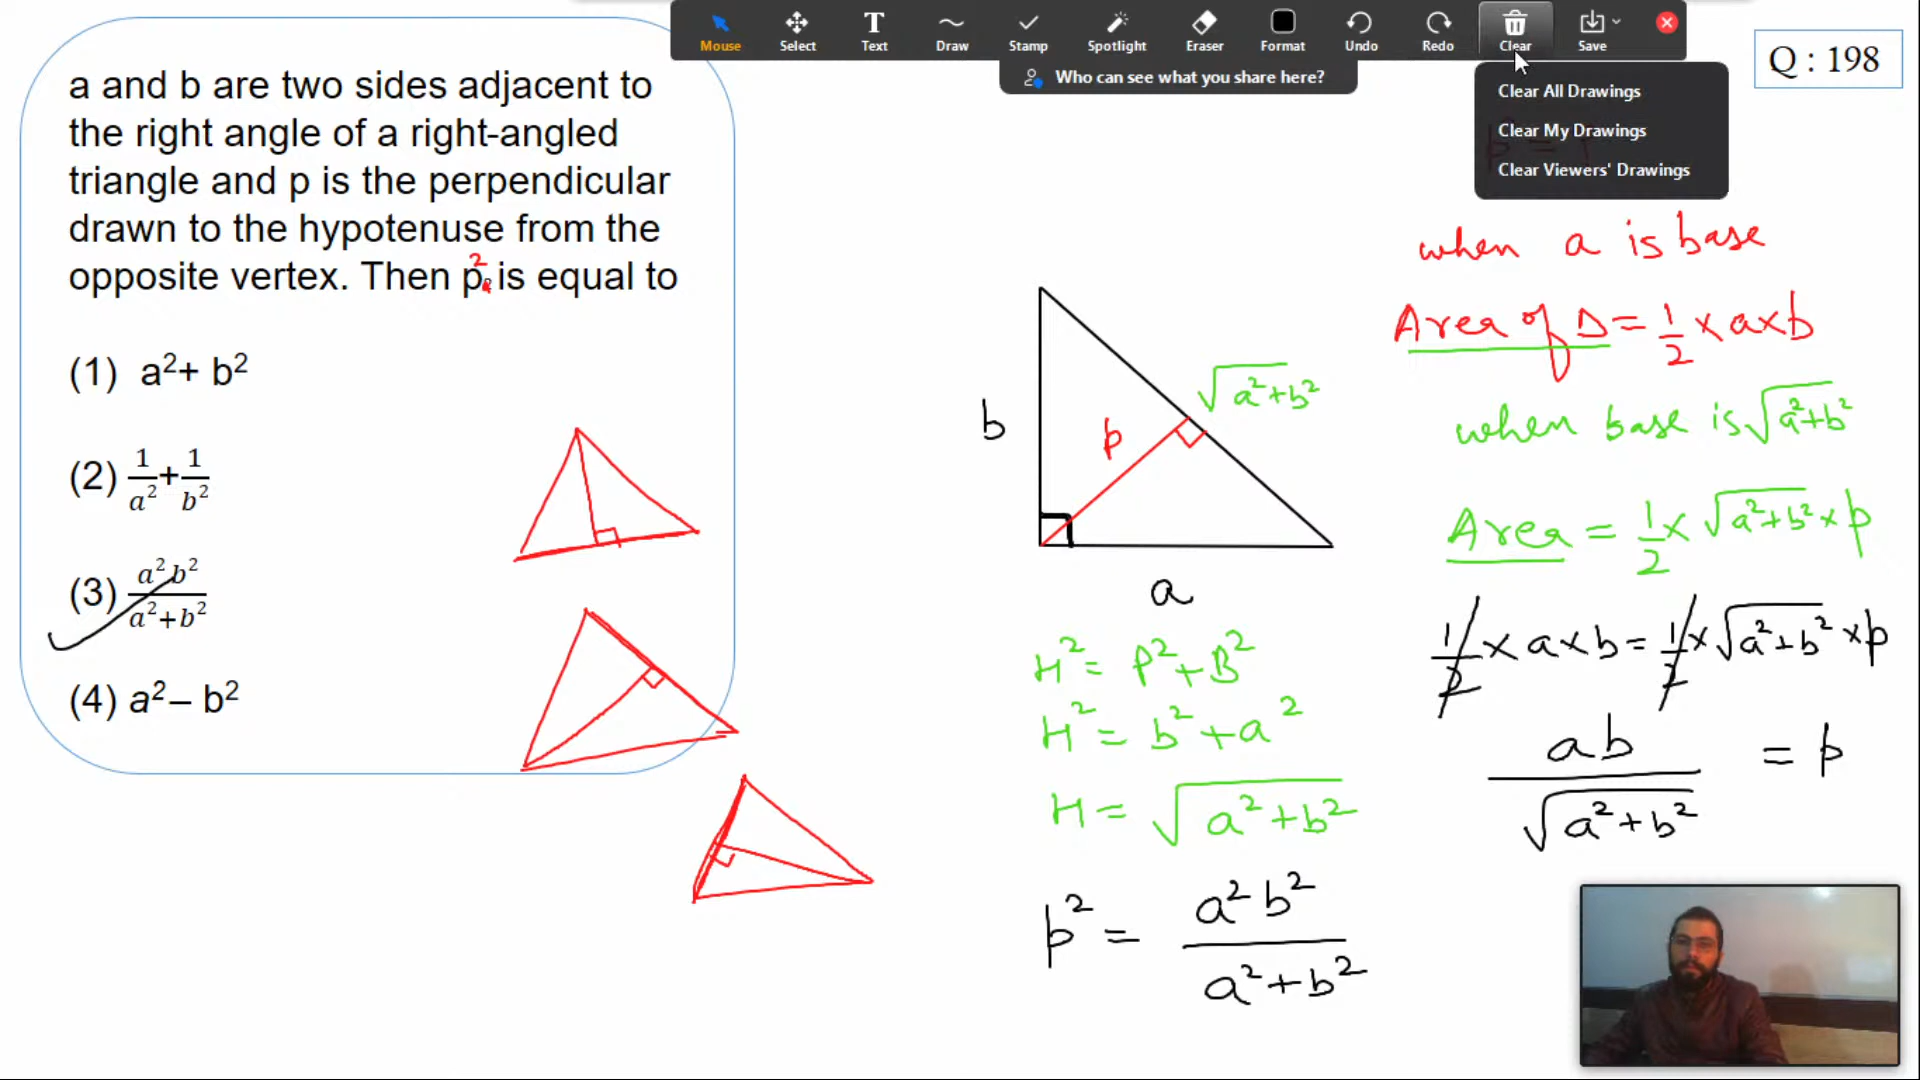 Mouse Select Text Draw Stamp Spotlight Eraser Format Undo Redo Clear Save
Who can see what you share here?
Clear All Drawings
Clear My Drawings
Clear Viewers' Drawings
Q : 198
a and b are two sides adjacent to
the right angle of a right-angled
triangle and p is the perpendicular
drawn to the hypotenuse from the
opposite vertex. Then p² is equal to
(1) a²+ b²
(2) 1/a²+1/b²
(3) a²b²/a²+b²
(4) a²– b²
b
p
√a²+b²
a
H² = P²+B²
H² = b²+a²
H = √a²+b²
p² = a²b²/a²+b²
when a is base
Area of Δ = 1/2 × a×b
when base is √a²+b²
Area = 1/2 × √a²+b² × p
1/2 × a×b = 1/2 × √a²+b² × p
ab/√a²+b² = p